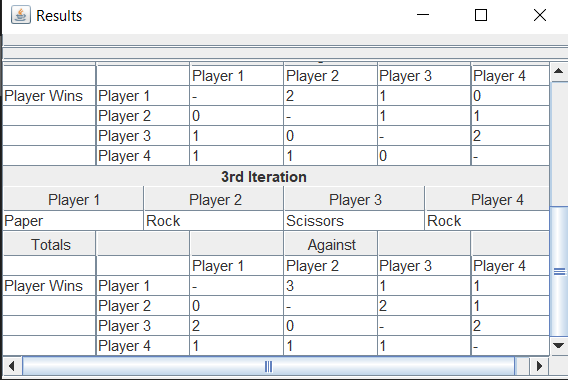 Results
Player 1 Player 2 Player 3 Player 4
Player Wins Player 1 - 2 1 0
Player 2 0 - 1 1
Player 3 1 0 - 2
Player 4 1 1 0 -
3rd Iteration
Player 1 Player 2 Player 3 Player 4
Paper Rock Scissors Rock
Totals Against
Player 1 Player 2 Player 3 Player 4
Player Wins Player 1 - 3 1 1
Player 2 0 - 2 1
Player 3 2 0 - 2
Player 4 1 1 1 -